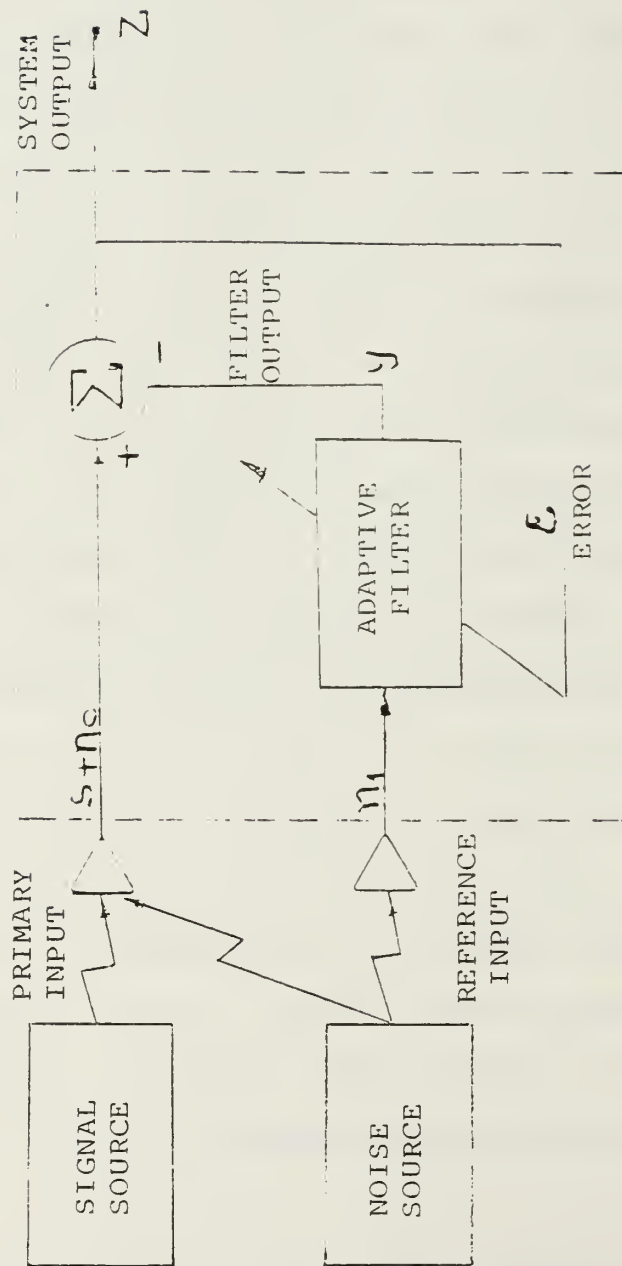 SIGNAL
SOURCE
PRIMARY
INPUT
S+n₀
+
Σ
−
SYSTEM
OUTPUT
Z
FILTER
OUTPUT
y
NOISE
SOURCE
REFERENCE
INPUT
n₁
ADAPTIVE
FILTER
ε
ERROR